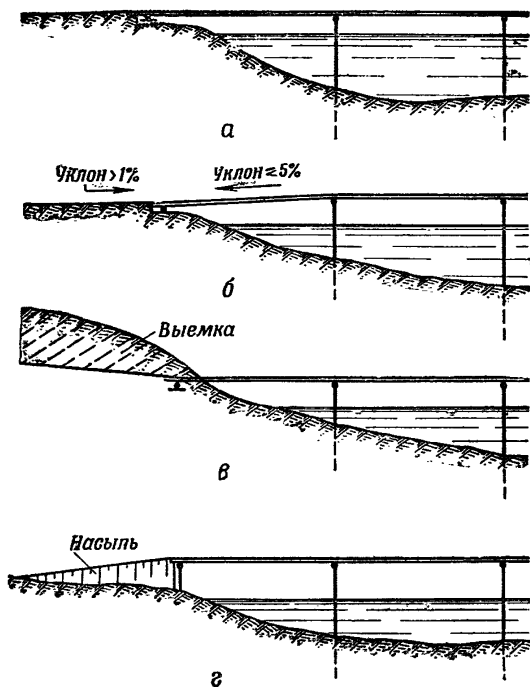 а
Уклон>1%
Уклон≈5%
б
Выемка
в
Насыпь
г